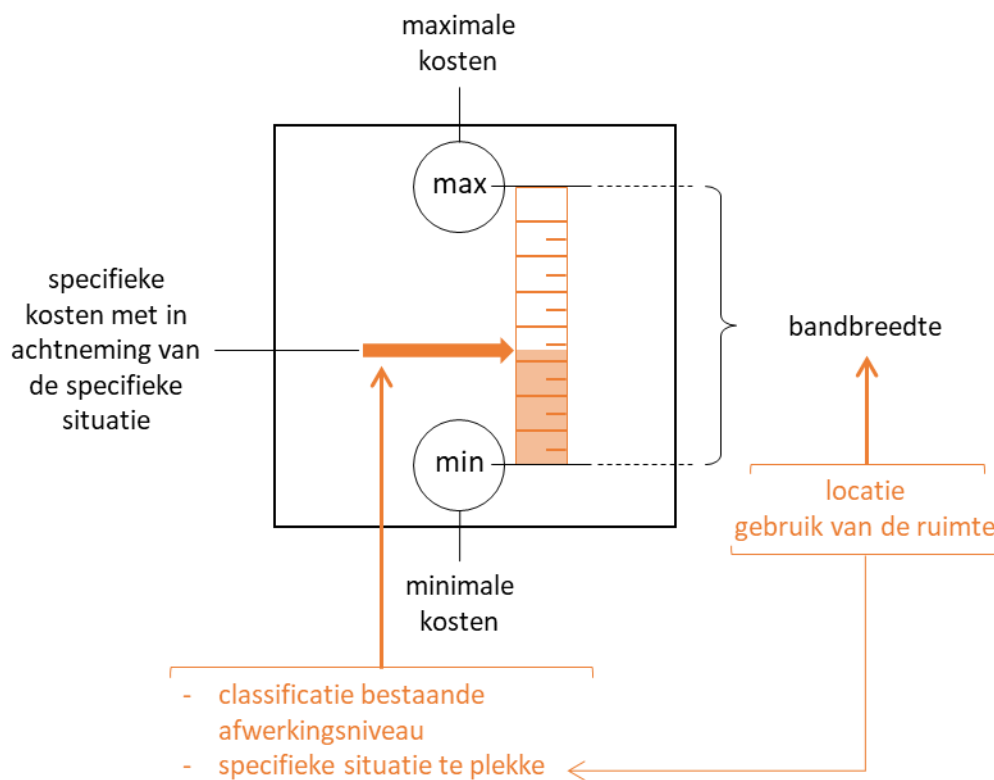 maximale
kosten
max
specifieke
kosten met in
achtneming van
de specifieke
situatie
bandbreedte
min
locatie
gebruik van de ruimte
minimale
kosten
- classificatie bestaande
afwerkingsniveau
- specifieke situatie te plekke